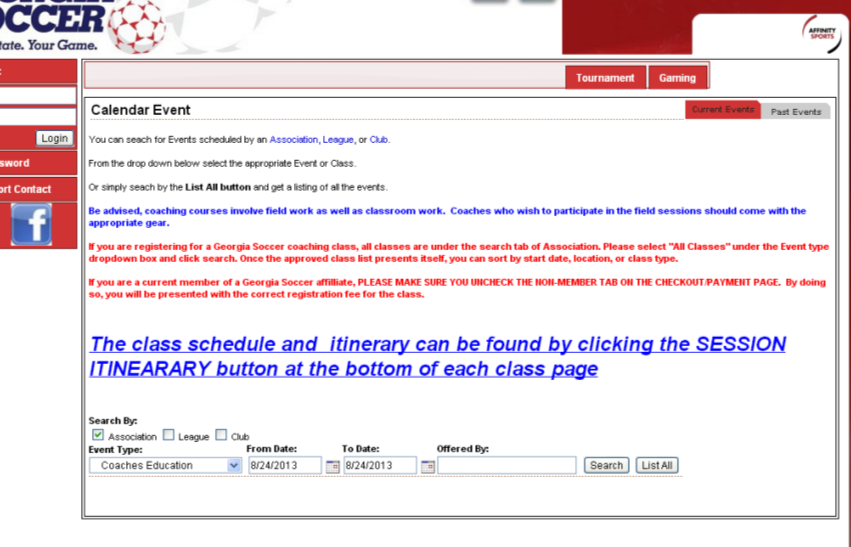 OCCER
tate. Your Game.
AFFINITY
SPORTS
Tournament Gaming
Login
sword
ort Contact
f
Calendar Event
Current Events Past Events
You can seach for Events scheduled by an Association, League, or Club.
From the drop down below select the appropriate Event or Class.
Or simply seach by the List All button and get a listing of all the events.
Be advised, coaching courses involve field work as well as classroom work. Coaches who wish to participate in the field sessions should come with the
appropriate gear.
If you are registering for a Georgia Soccer coaching class, all classes are under the search tab of Association. Please select "All Classes" under the Event type
dropdown box and click search. Once the approved class list presents itself, you can sort by start date, location, or class type.
If you are a current member of a Georgia Soccer affilliate, PLEASE MAKE SURE YOU UNCHECK THE NON-MEMBER TAB ON THE CHECKOUT/PAYMENT PAGE. By doing
so, you will be presented with the correct registration fee for the class.
The class schedule and itinerary can be found by clicking the SESSION
ITINEARARY button at the bottom of each class page
Search By:
Association League Club
Event Type: From Date: To Date: Offered By:
Coaches Education 8/24/2013 8/24/2013 Search List All